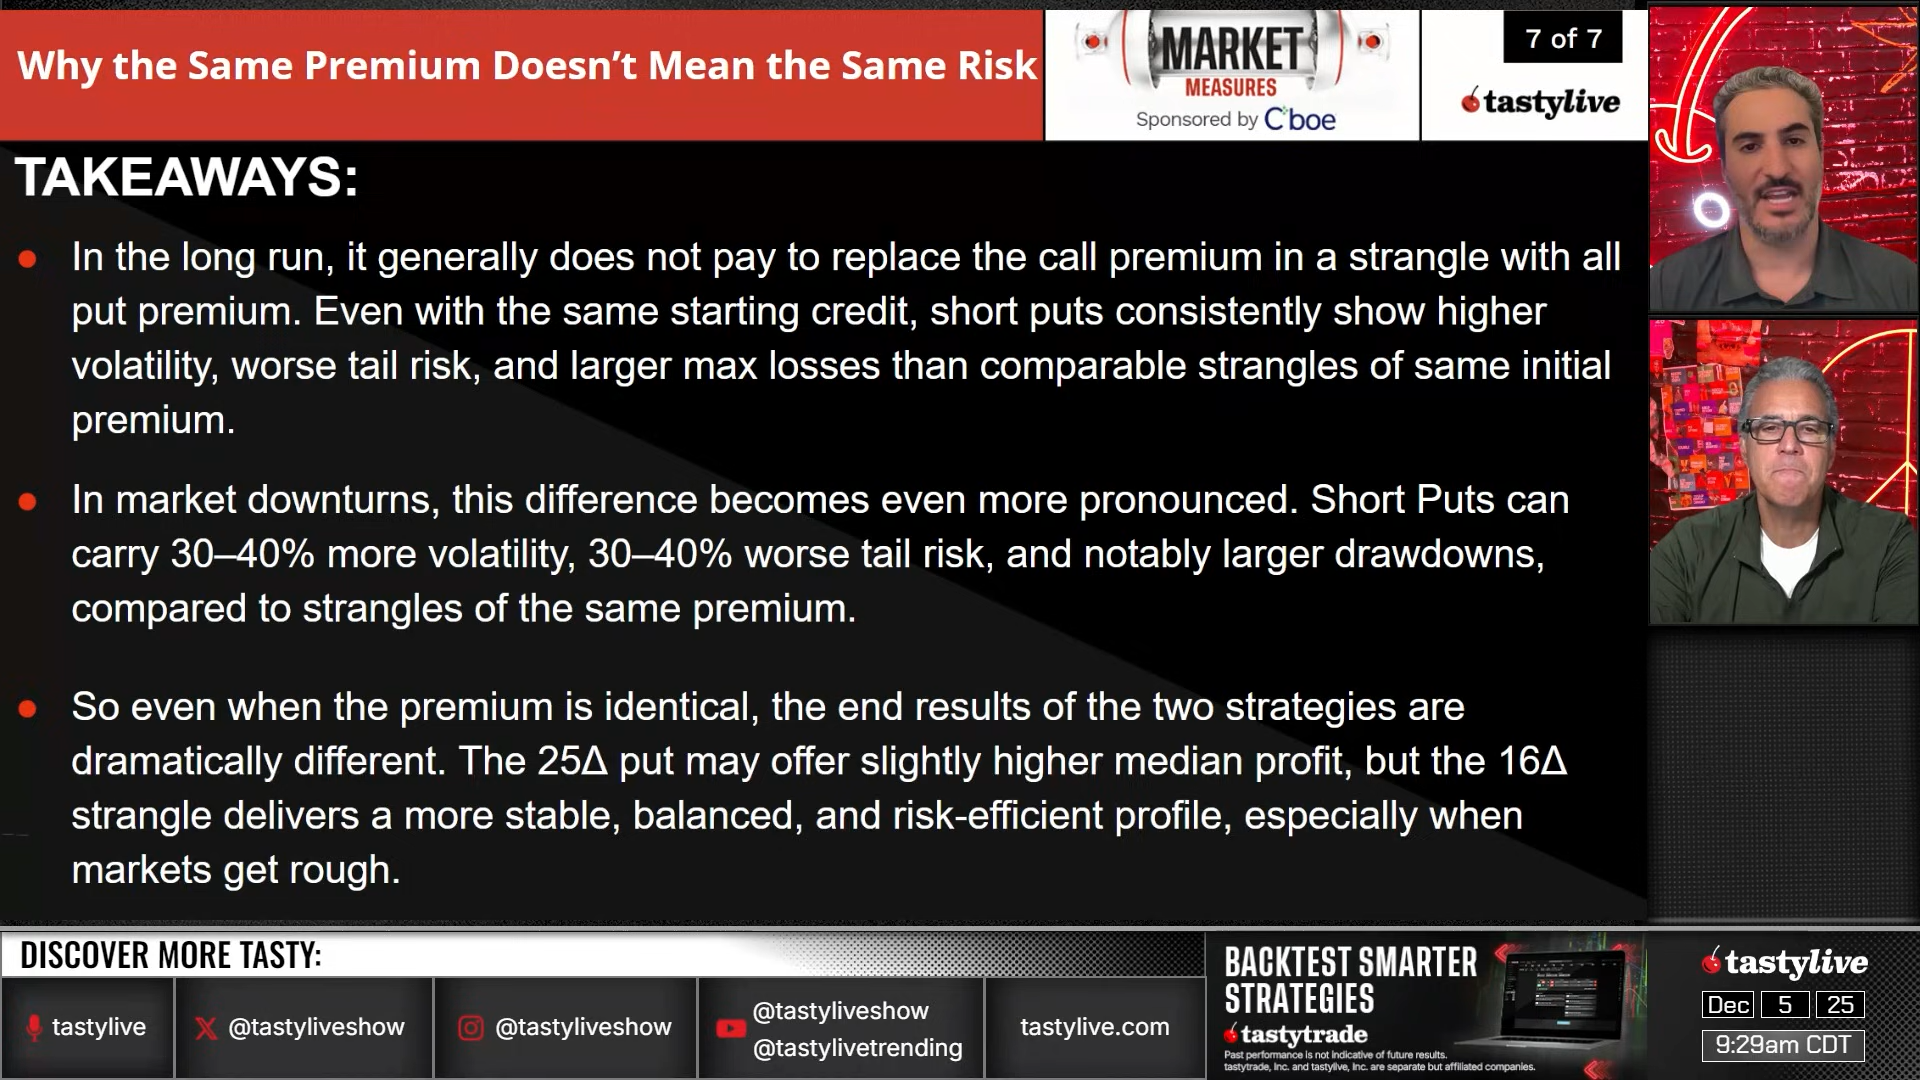 Why the Same Premium Doesn’t Mean the Same Risk
MARKET
MEASURES
Sponsored by Cboe
7 of 7
tastylive
TAKEAWAYS:
In the long run, it generally does not pay to replace the call premium in a strangle with all
put premium. Even with the same starting credit, short puts consistently show higher
volatility, worse tail risk, and larger max losses than comparable strangles of same initial
premium.
In market downturns, this difference becomes even more pronounced. Short Puts can
carry 30–40% more volatility, 30–40% worse tail risk, and notably larger drawdowns,
compared to strangles of the same premium.
So even when the premium is identical, the end results of the two strategies are
dramatically different. The 25Δ put may offer slightly higher median profit, but the 16Δ
strangle delivers a more stable, balanced, and risk-efficient profile, especially when
markets get rough.
DISCOVER MORE TASTY:
tastylive
@tastyliveshow
@tastyliveshow
@tastyliveshow
@tastylivetrending
tastylive.com
BACKTEST SMARTER
STRATEGIES
tastytrade
Past performance is not indicative of future results.
tastytrade, Inc. and tastylive, Inc. are separate but affiliated companies.
tastylive
Dec 5 25
9:29am CDT